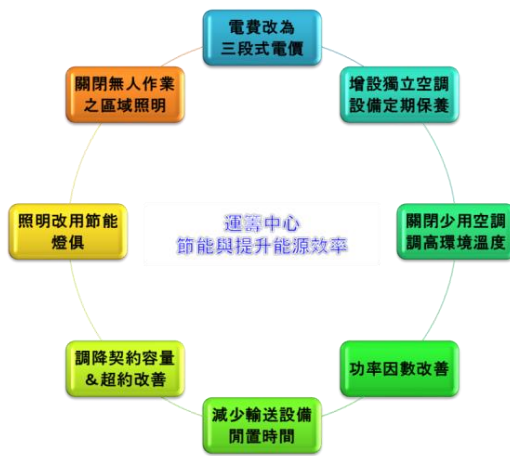 電費改為
三段式電價
增設獨立空調
設備定期保養
關閉少用空調
調高環境溫度
功率因數改善
減少輸送設備
閒置時間
調降契約容量
&超約改善
照明改用節能
燈俱
關閉無人作業
之區域照明
運籌中心
節能與提升能源效率